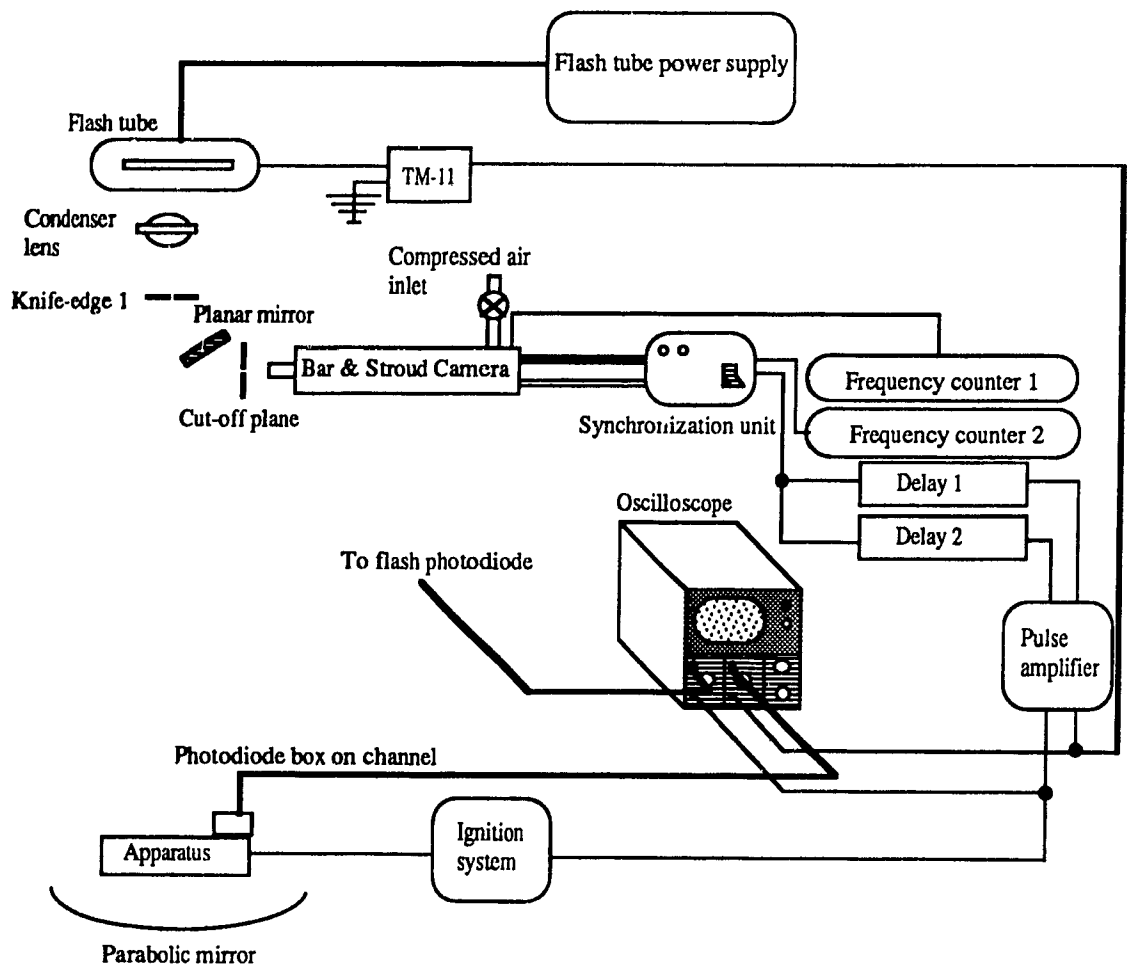 Flash tube power supply
Flash tube
TM-11
Condenser
lens
Compressed air
inlet
Knife-edge 1
Planar mirror
Bar & Stroud Camera
Frequency counter 1
Cut-off plane
Synchronization unit
Frequency counter 2
Delay 1
Oscilloscope
Delay 2
To flash photodiode
Pulse
amplifier
Photodiode box on channel
Ignition
system
Apparatus
Parabolic mirror